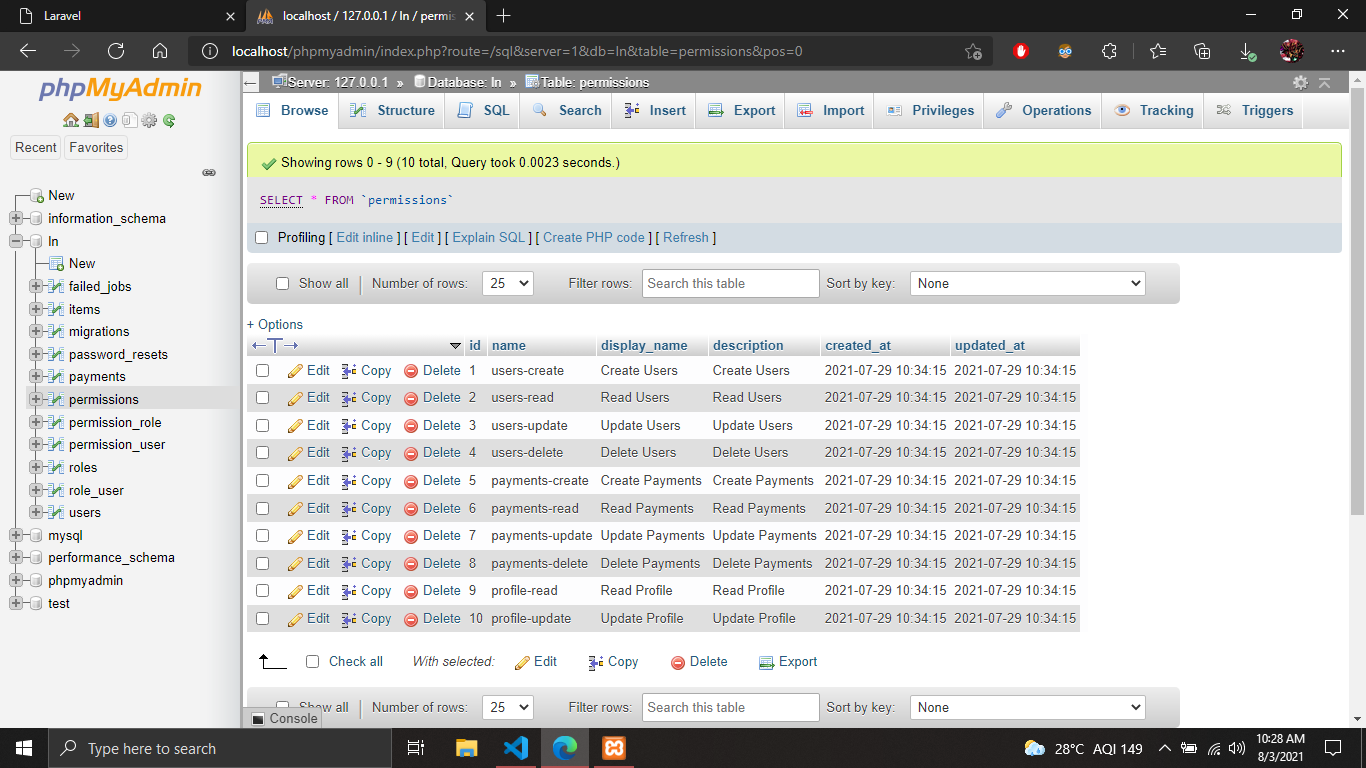 Laravel
localhost / 127.0.0.1 / ln / permis
localhost/phpmyadmin/index.php?route=/sql&server=1&db=ln&table=permissions&pos=0
phpMyAdmin
Recent Favorites
New
information_schema
ln
New
failed_jobs
items
migrations
password_resets
payments
permissions
permission_role
permission_user
roles
role_user
users
mysql
performance_schema
phpmyadmin
test
Server: 127.0.0.1 » Database: ln » Table: permissions
Browse Structure SQL Search Insert Export Import Privileges Operations Tracking Triggers
Showing rows 0 - 9 (10 total, Query took 0.0023 seconds.)
SELECT * FROM `permissions`
Profiling [ Edit inline ] [ Edit ] [ Explain SQL ] [ Create PHP code ] [ Refresh ]
Show all Number of rows: 25 Filter rows: Search this table Sort by key: None
+ Options
id name display_name description created_at updated_at
Edit Copy Delete 1 users-create Create Users Create Users 2021-07-29 10:34:15 2021-07-29 10:34:15
Edit Copy Delete 2 users-read Read Users Read Users 2021-07-29 10:34:15 2021-07-29 10:34:15
Edit Copy Delete 3 users-update Update Users Update Users 2021-07-29 10:34:15 2021-07-29 10:34:15
Edit Copy Delete 4 users-delete Delete Users Delete Users 2021-07-29 10:34:15 2021-07-29 10:34:15
Edit Copy Delete 5 payments-create Create Payments Create Payments 2021-07-29 10:34:15 2021-07-29 10:34:15
Edit Copy Delete 6 payments-read Read Payments Read Payments 2021-07-29 10:34:15 2021-07-29 10:34:15
Edit Copy Delete 7 payments-update Update Payments Update Payments 2021-07-29 10:34:15 2021-07-29 10:34:15
Edit Copy Delete 8 payments-delete Delete Payments Delete Payments 2021-07-29 10:34:15 2021-07-29 10:34:15
Edit Copy Delete 9 profile-read Read Profile Read Profile 2021-07-29 10:34:15 2021-07-29 10:34:15
Edit Copy Delete 10 profile-update Update Profile Update Profile 2021-07-29 10:34:15 2021-07-29 10:34:15
Check all With selected: Edit Copy Delete Export
Show all Number of rows: 25 Filter rows: Search this table Sort by key: None
Console
Type here to search
28°C AQI 149
10:28 AM
8/3/2021